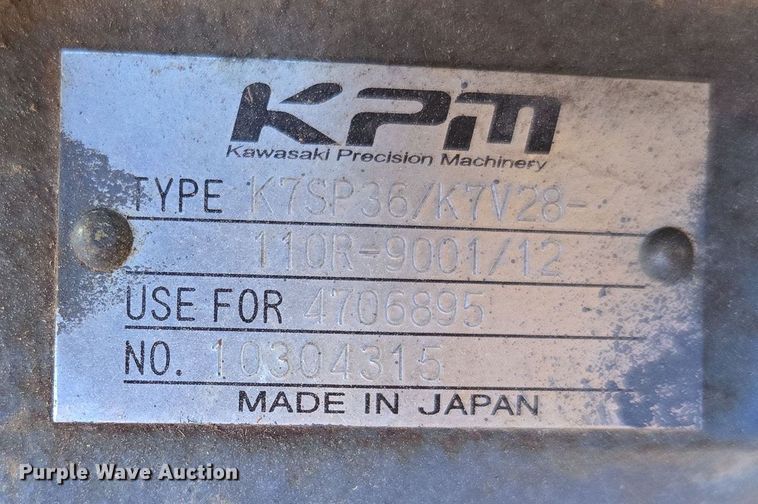 KPM
Kawasaki Precision Machinery
TYPE K7SP36/K7V28-
110R-9001/12
USE FOR 4706895
NO. 10304315
MADE IN JAPAN
Purple Wave Auction